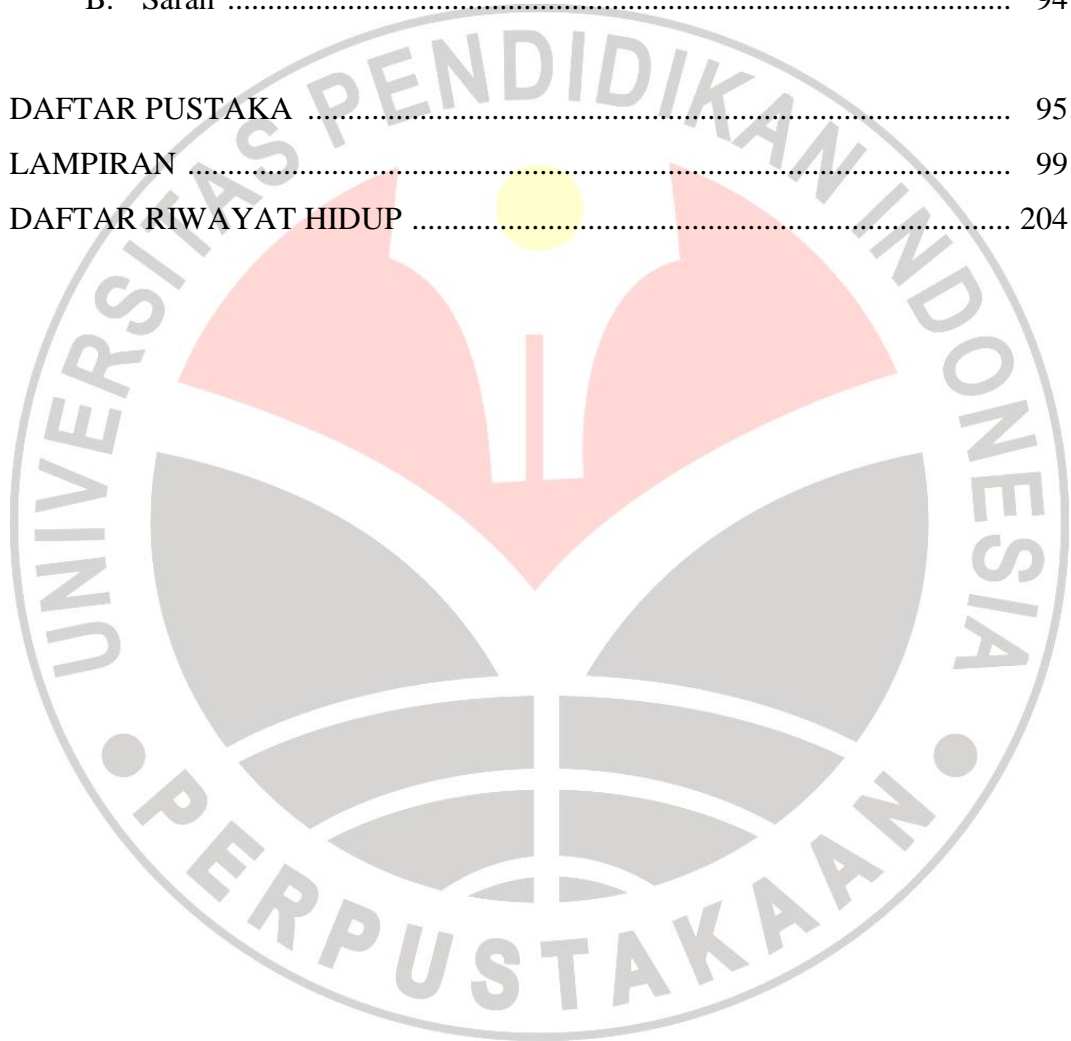 B. Saran ........................................................................................ 94
DAFTAR PUSTAKA ................................................................................ 95
LAMPIRAN ............................................................................................. 99
DAFTAR RIWAYAT HIDUP .................................................................... 204
UNIVERSITAS PENDIDIKAN INDONESIA
PERPUSTAKAAN